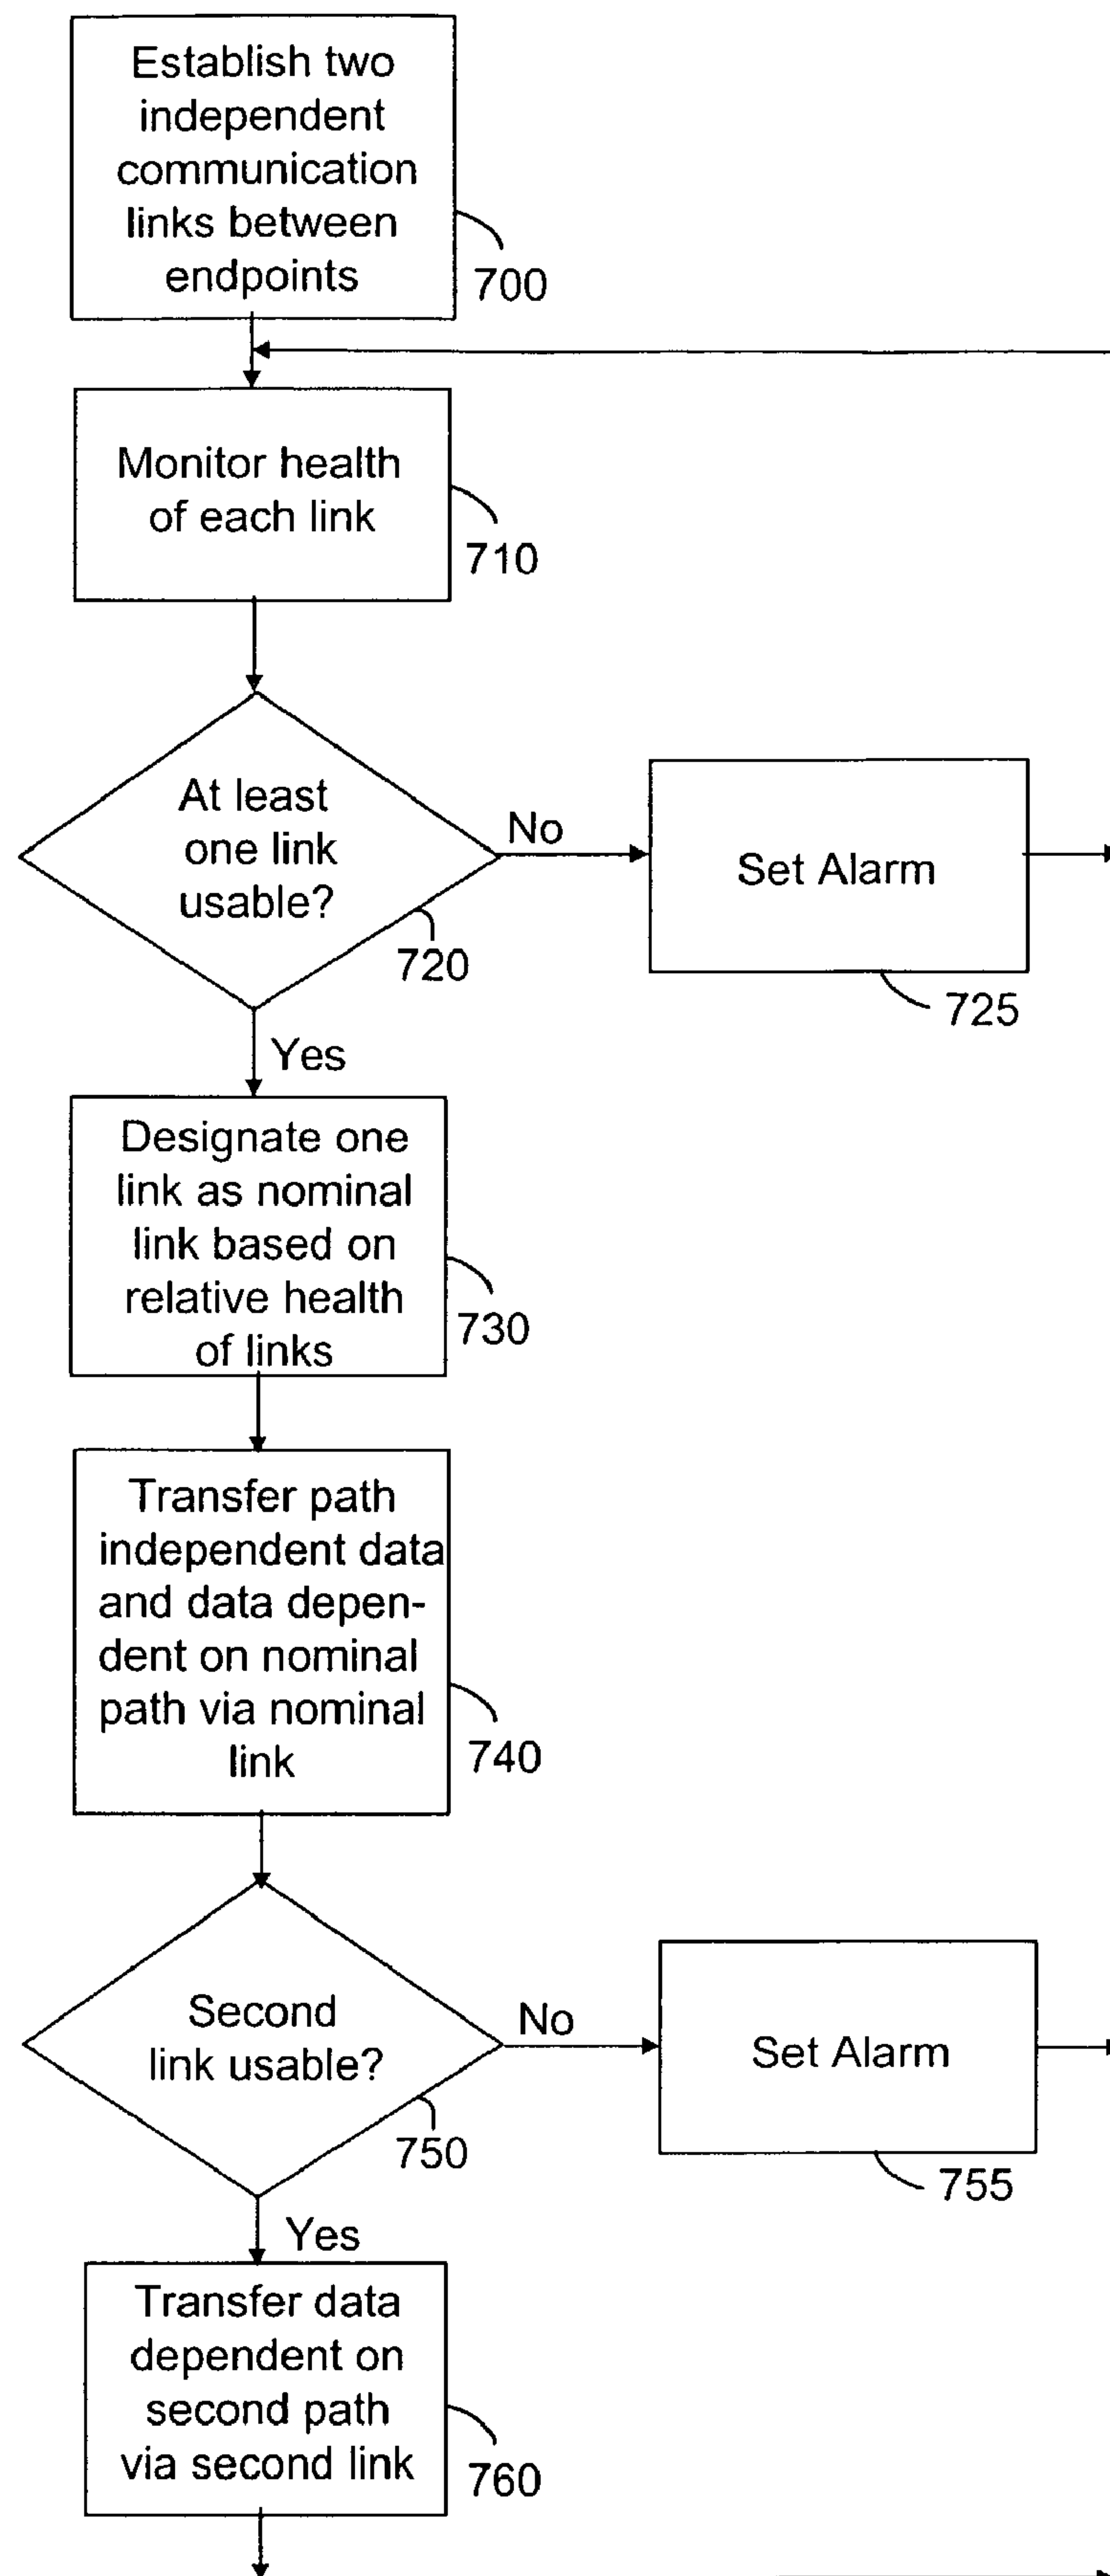 Establish two
independent
communication
links between
endpoints
700
Monitor health
of each link
710
At least
one link
usable?
720
No
Set Alarm
725
Yes
Designate one
link as nominal
link based on
relative health
of links
730
Transfer path
independent data
and data depen-
dent on nominal
path via nominal
link
740
Second
link usable?
750
No
Set Alarm
755
Yes
Transfer data
dependent on
second path
via second link
760